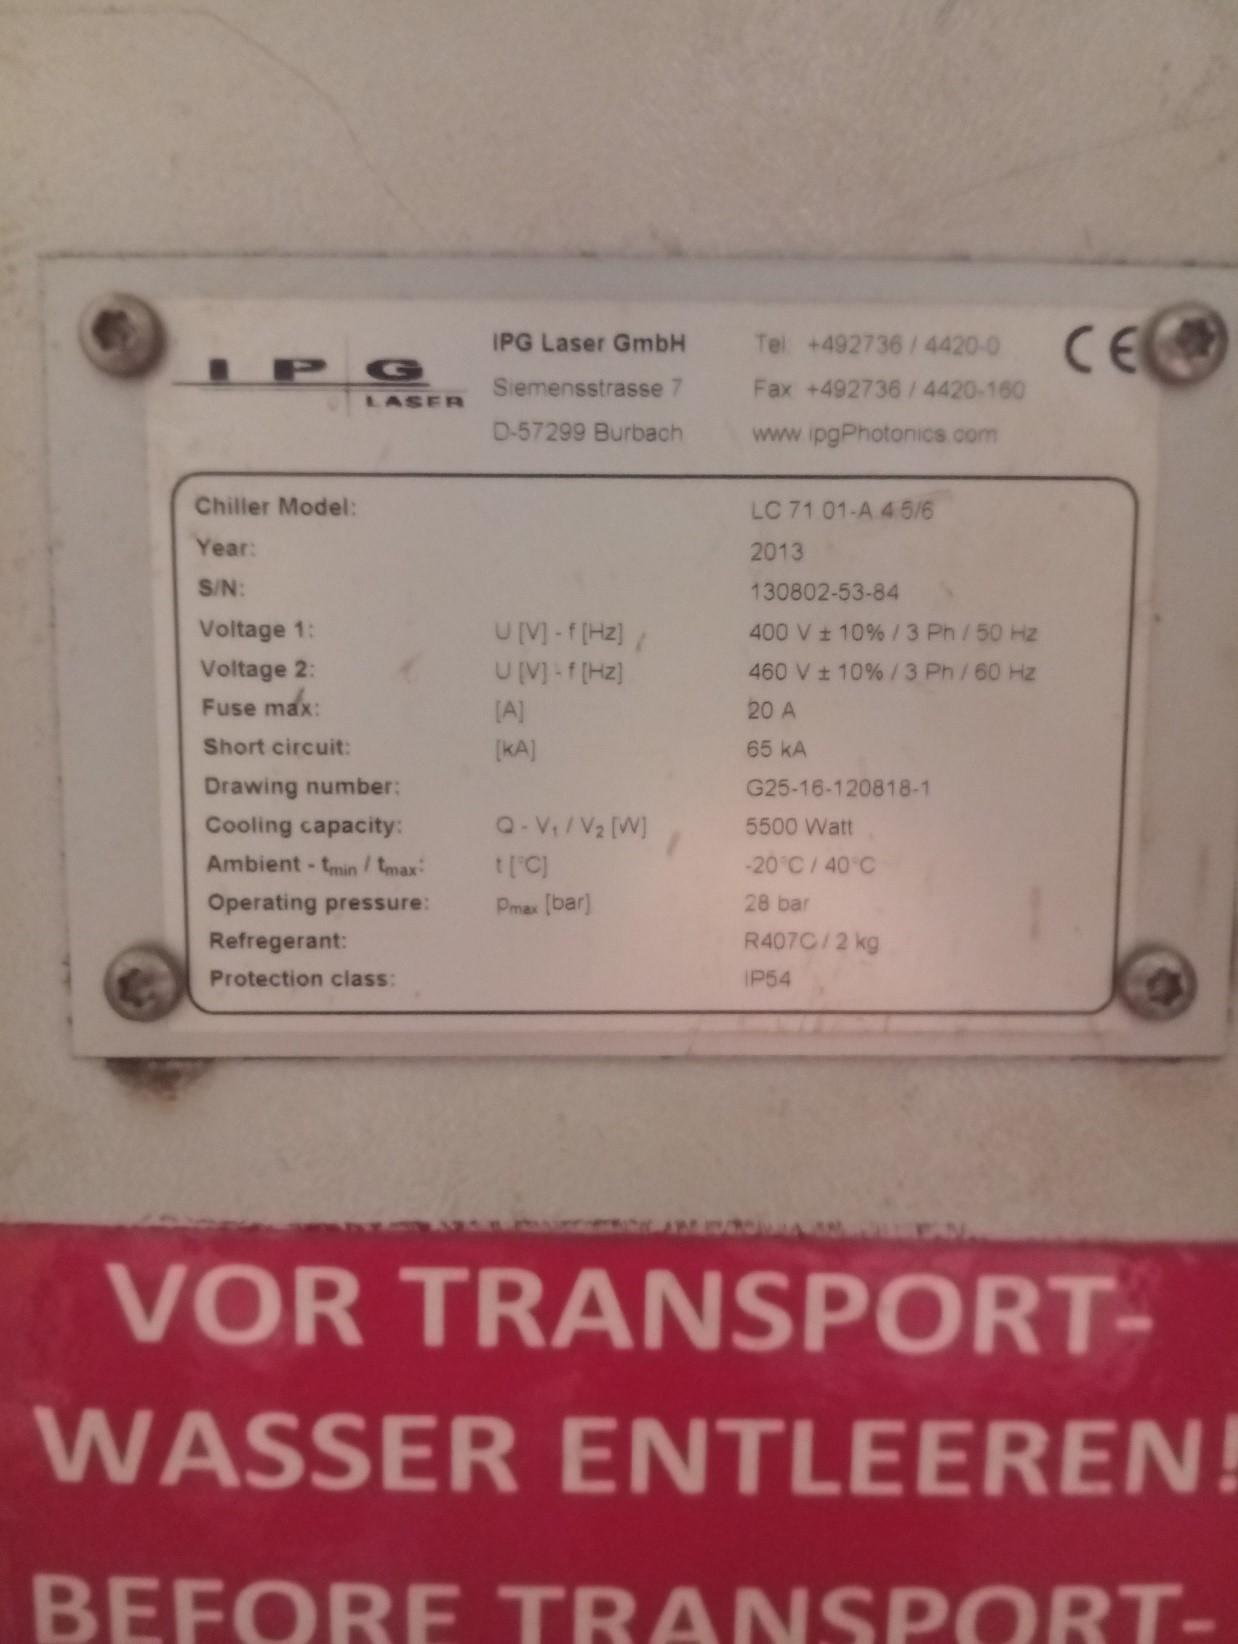 IPG
LASER
IPG Laser GmbH
Siemensstrasse 7
D-57299 Burbach
Tel. +492736 / 4420-0
Fax +492736 / 4420-160
www.ipgPhotonics.com
CE
Chiller Model: LC 71 01-A 4.5/6
Year: 2013
S/N: 130802-53-84
Voltage 1: U [V] - f [Hz] 400 V ± 10% / 3 Ph / 50 Hz
Voltage 2: U [V] - f [Hz] 460 V ± 10% / 3 Ph / 60 Hz
Fuse max: [A] 20 A
Short circuit: [kA] 65 kA
Drawing number: G25-16-120818-1
Cooling capacity: Q - V₁ / V₂ [W] 5500 Watt
Ambient - tmin / tmax: t [°C] -20°C / 40°C
Operating pressure: pmax [bar] 28 bar
Refregerant: R407C / 2 kg
Protection class: IP54
VOR TRANSPORT-
WASSER ENTLEEREN!
BEFORE TRANSPORT-